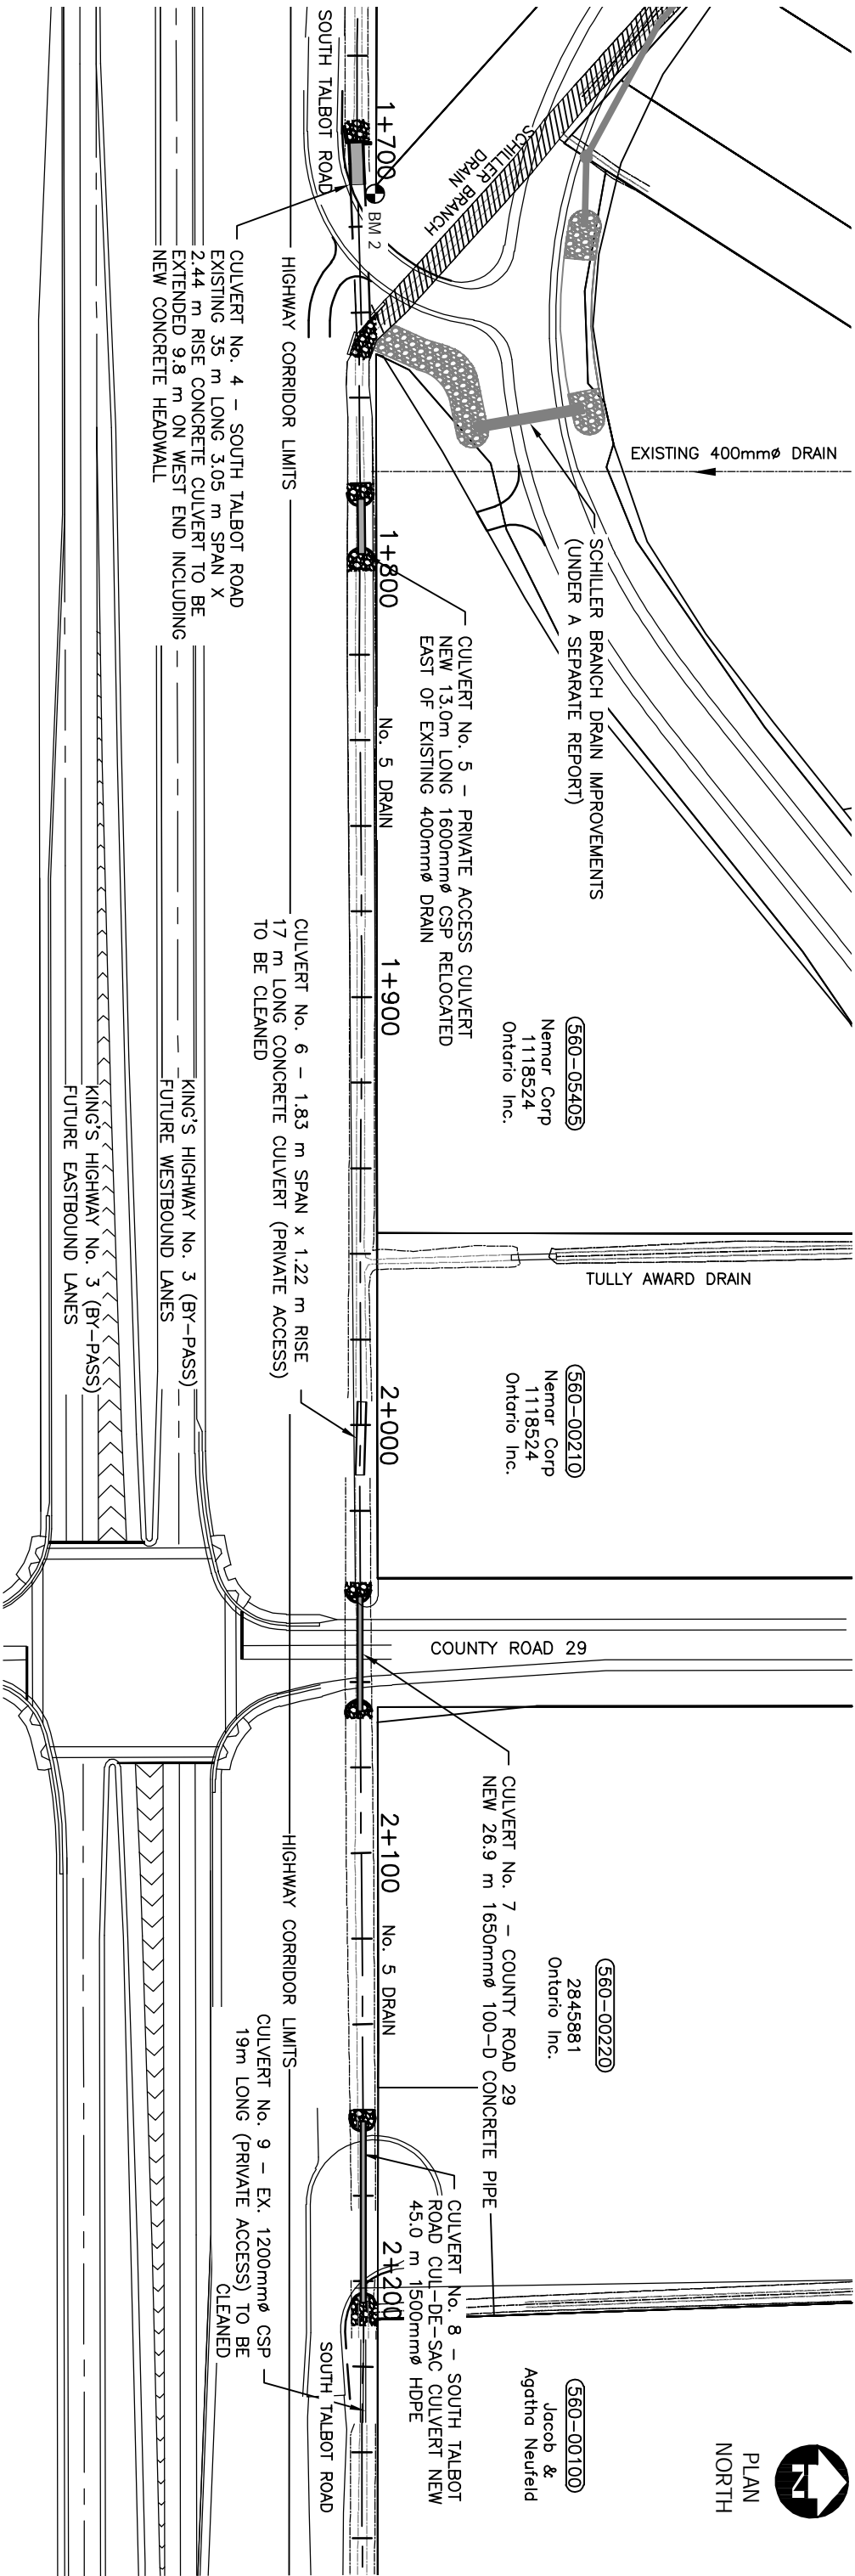 SOUTH TALBOT ROAD
1+700
BM 2
SCHILLER BRANCH
DRAIN
HIGHWAY CORRIDOR LIMITS
CULVERT No. 4 – SOUTH TALBOT ROAD
EXISTING 35 m LONG 3.05 m SPAN X
2.44 m RISE CONCRETE CULVERT TO BE
EXTENDED 9.8 m ON WEST END INCLUDING
NEW CONCRETE HEADWALL
EXISTING 400mmø DRAIN
SCHILLER BRANCH DRAIN IMPROVEMENTS
(UNDER A SEPARATE REPORT)
1+800
CULVERT No. 5 – PRIVATE ACCESS CULVERT
NEW 13.0m LONG 1600mmø CSP RELOCATED
EAST OF EXISTING 400mmø DRAIN
No. 5 DRAIN
1+900
560-05405
Nemar Corp
1118524
Ontario Inc.
CULVERT No. 6 – 1.83 m SPAN x 1.22 m RISE
17 m LONG CONCRETE CULVERT (PRIVATE ACCESS)
TO BE CLEANED
KING'S HIGHWAY No. 3 (BY-PASS)
FUTURE WESTBOUND LANES
KING'S HIGHWAY No. 3 (BY-PASS)
FUTURE EASTBOUND LANES
TULLY AWARD DRAIN
560-00210
Nemar Corp
1118524
Ontario Inc.
2+000
COUNTY ROAD 29
CULVERT No. 7 – COUNTY ROAD 29
NEW 26.9 m 1650mmø 100-D CONCRETE PIPE
2+100
No. 5 DRAIN
HIGHWAY CORRIDOR LIMITS
560-00220
2845881
Ontario Inc.
CULVERT No. 9 – EX. 1200mmø CSP
19m LONG (PRIVATE ACCESS) TO BE
CLEANED
CULVERT No. 8 – SOUTH TALBOT
ROAD CUL-DE-SAC CULVERT NEW
45.0 m 1500mmø HDPE
2+200
SOUTH TALBOT ROAD
560-00100
Jacob &
Agatha Neufeld
N
PLAN
NORTH